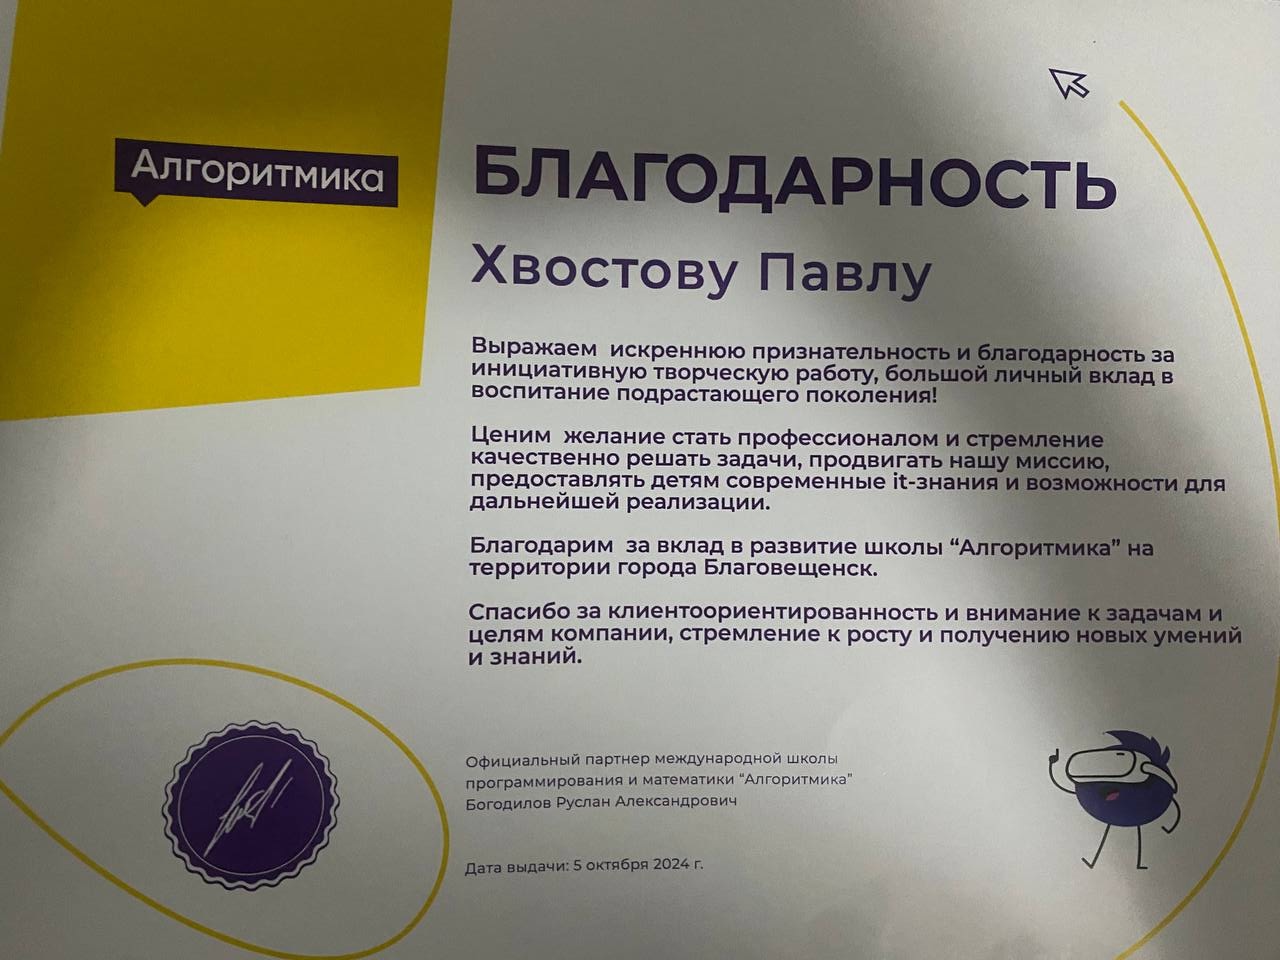 Алгоритмика
БЛАГОДАРНОСТЬ
Хвостову Павлу
Выражаем искреннюю признательность и благодарность за
инициативную творческую работу, большой личный вклад в
воспитание подрастающего поколения!
Ценим желание стать профессионалом и стремление
качественно решать задачи, продвигать нашу миссию,
предоставлять детям современные it-знания и возможности для
дальнейшей реализации.
Благодарим за вклад в развитие школы “Алгоритмика” на
территории города Благовещенск.
Спасибо за клиентоориентированность и внимание к задачам и
целям компании, стремление к росту и получению новых умений
и знаний.
Официальный партнер международной школы
программирования и математики “Алгоритмика”
Богодилов Руслан Александрович
Дата выдачи: 5 октября 2024 г.